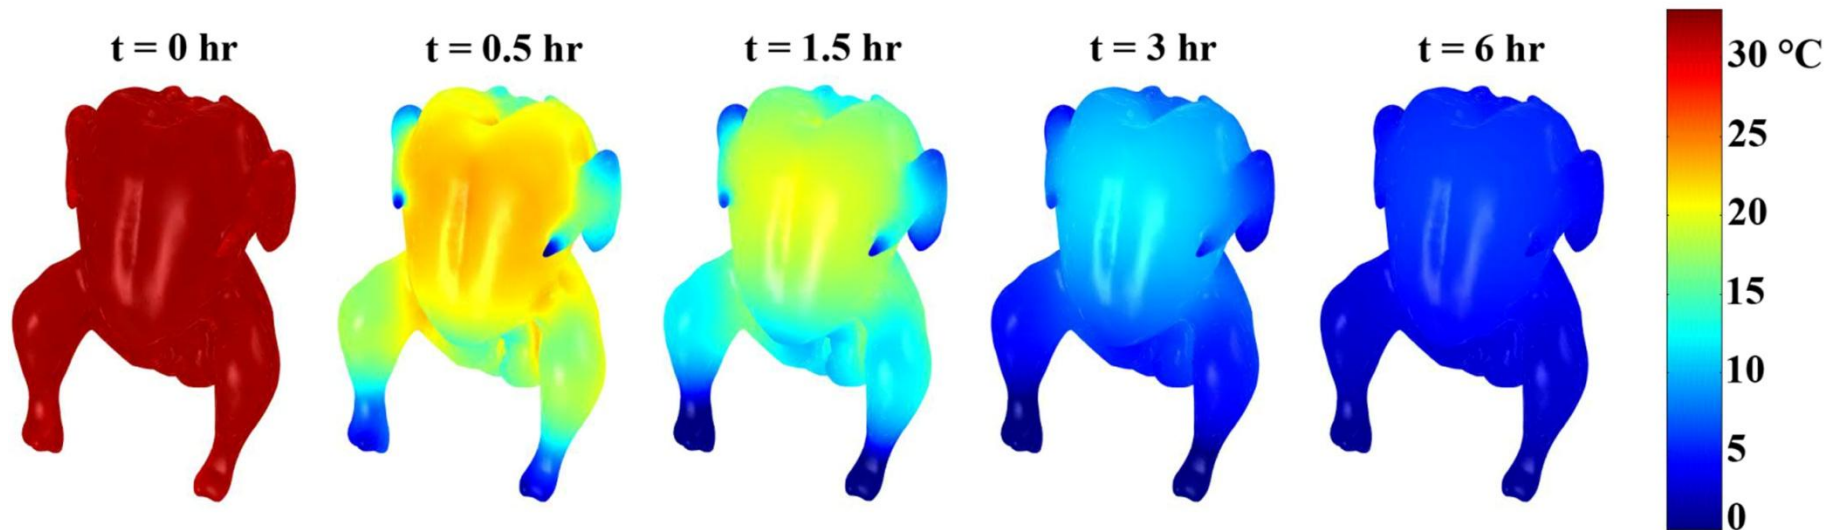 t = 0 hr
t = 0.5 hr
t = 1.5 hr
t = 3 hr
t = 6 hr
30 °C
25
20
15
10
5
0